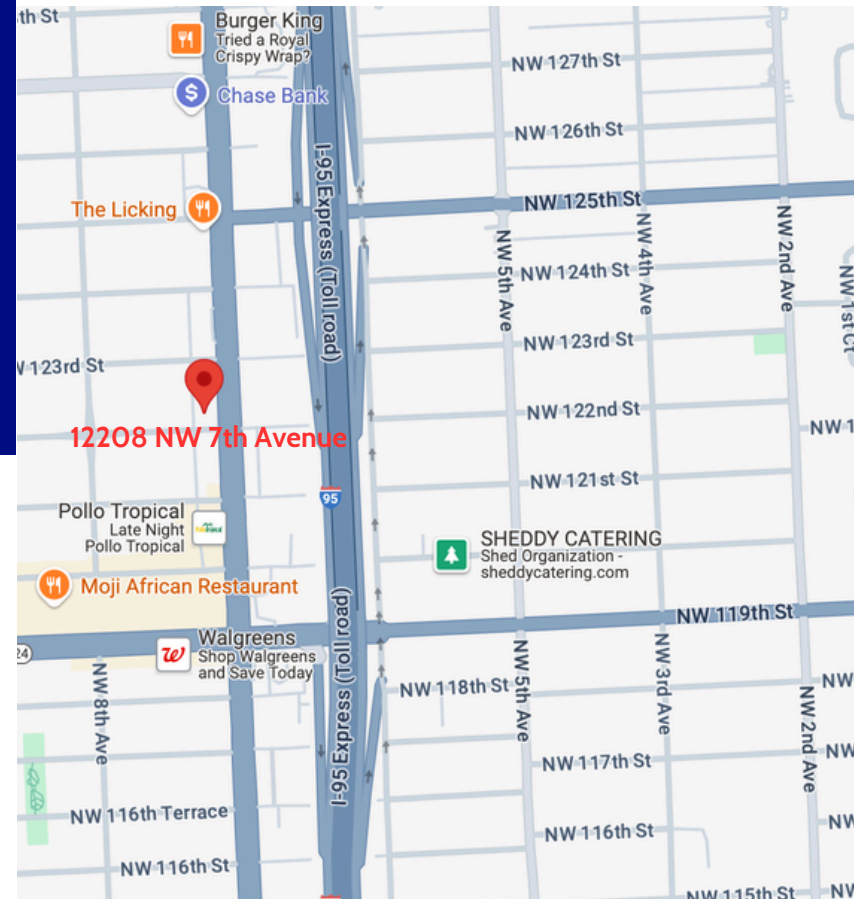 th St
Burger King
Tried a Royal
Crispy Wrap?
Chase Bank
The Licking
I-95 Express (Toll road)
NW 127th St
NW 126th St
NW 125th St
NW 5th Ave
NW 4th Ave
NW 2nd Ave
NW 1st Ct
NW 124th St
NW 123rd St
V 123rd St
12208 NW 7th Avenue
NW 122nd St
NW 1
NW 121st St
95
Pollo Tropical
Late Night
Pollo Tropical
SHEDDY CATERING
Shed Organization -
sheddycatering.com
Moji African Restaurant
I-95 Express (Toll road)
NW 119th St
24
Walgreens
Shop Walgreens
and Save Today
NW 8th Ave
NW 5th Ave
NW 3rd Ave
NW 2nd Ave
NW 118th St
NW
NW 117th St
NW
NW 116th Terrace
NW 116th St
NW
NW 116th St
NW 115th St
NV